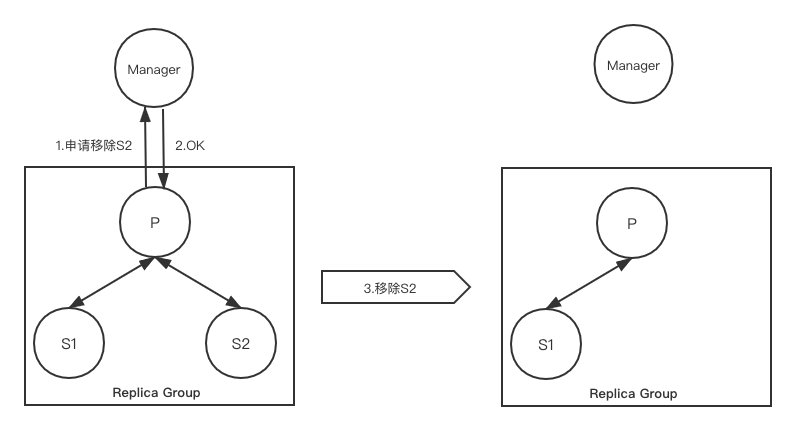 Manager
1.申请移除S2
2.OK
P
S1
S2
Replica Group
3.移除S2
Manager
P
S1
Replica Group